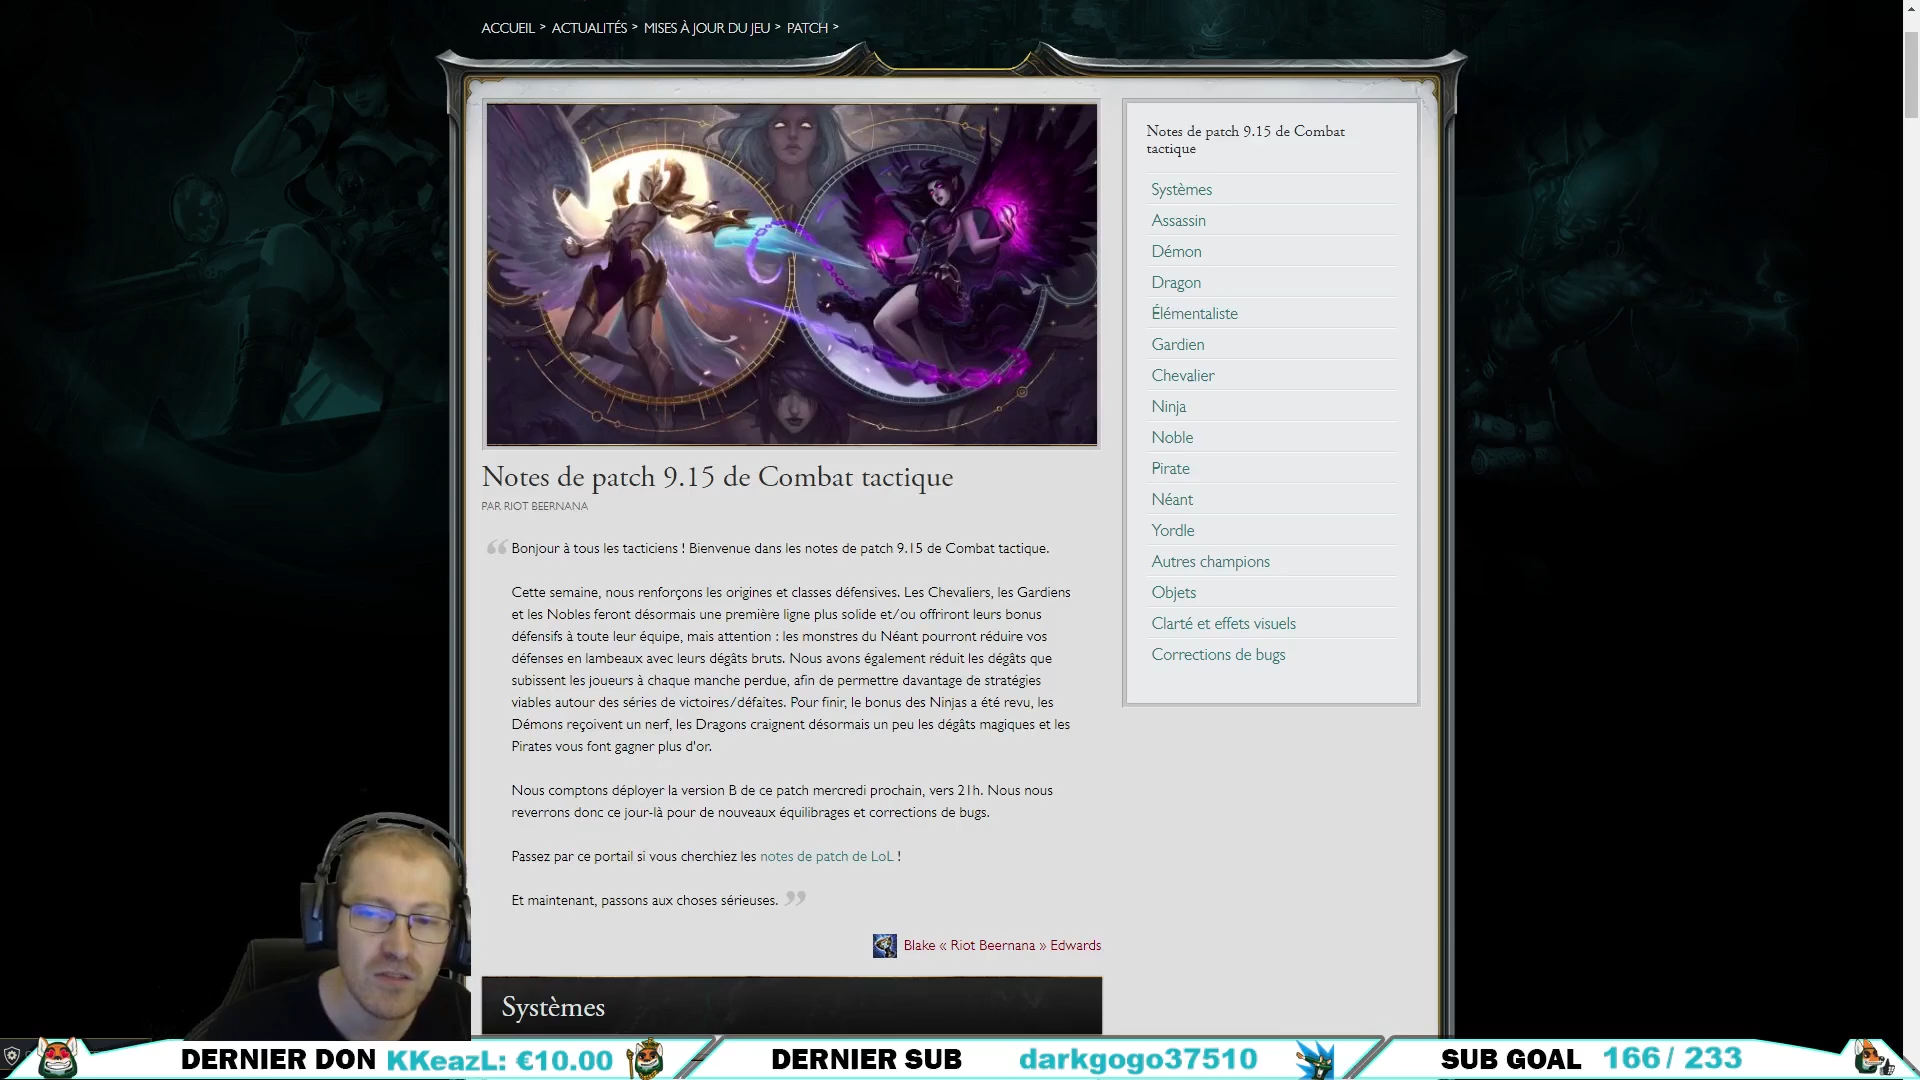 ACCUEIL > ACTUALITÉS > MISES À JOUR DU JEU > PATCH >
Notes de patch 9.15 de Combat tactique
PAR RIOT BEERNANA
“ Bonjour à tous les tacticiens ! Bienvenue dans les notes de patch 9.15 de Combat tactique.
Cette semaine, nous renforçons les origines et classes défensives. Les Chevaliers, les Gardiens
et les Nobles feront désormais une première ligne plus solide et/ou offriront leurs bonus
défensifs à toute leur équipe, mais attention : les monstres du Néant pourront réduire vos
défenses en lambeaux avec leurs dégâts bruts. Nous avons également réduit les dégâts que
subissent les joueurs à chaque manche perdue, afin de permettre davantage de stratégies
viables autour des séries de victoires/défaites. Pour finir, le bonus des Ninjas a été revu, les
Démons reçoivent un nerf, les Dragons craignent désormais un peu les dégâts magiques et les
Pirates vous font gagner plus d'or.
Nous comptons déployer la version B de ce patch mercredi prochain, vers 21h. Nous nous
reverrons donc ce jour-là pour de nouveaux équilibrages et corrections de bugs.
Passez par ce portail si vous cherchiez les notes de patch de LoL !
Et maintenant, passons aux choses sérieuses. ”
Blake « Riot Beernana » Edwards
Systèmes
Notes de patch 9.15 de Combat
tactique
Systèmes
Assassin
Démon
Dragon
Élémentaliste
Gardien
Chevalier
Ninja
Noble
Pirate
Néant
Yordle
Autres champions
Objets
Clarté et effets visuels
Corrections de bugs
DERNIER DON KKeazL: €10.00
DERNIER SUB darkgogo37510
SUB GOAL 166 / 233